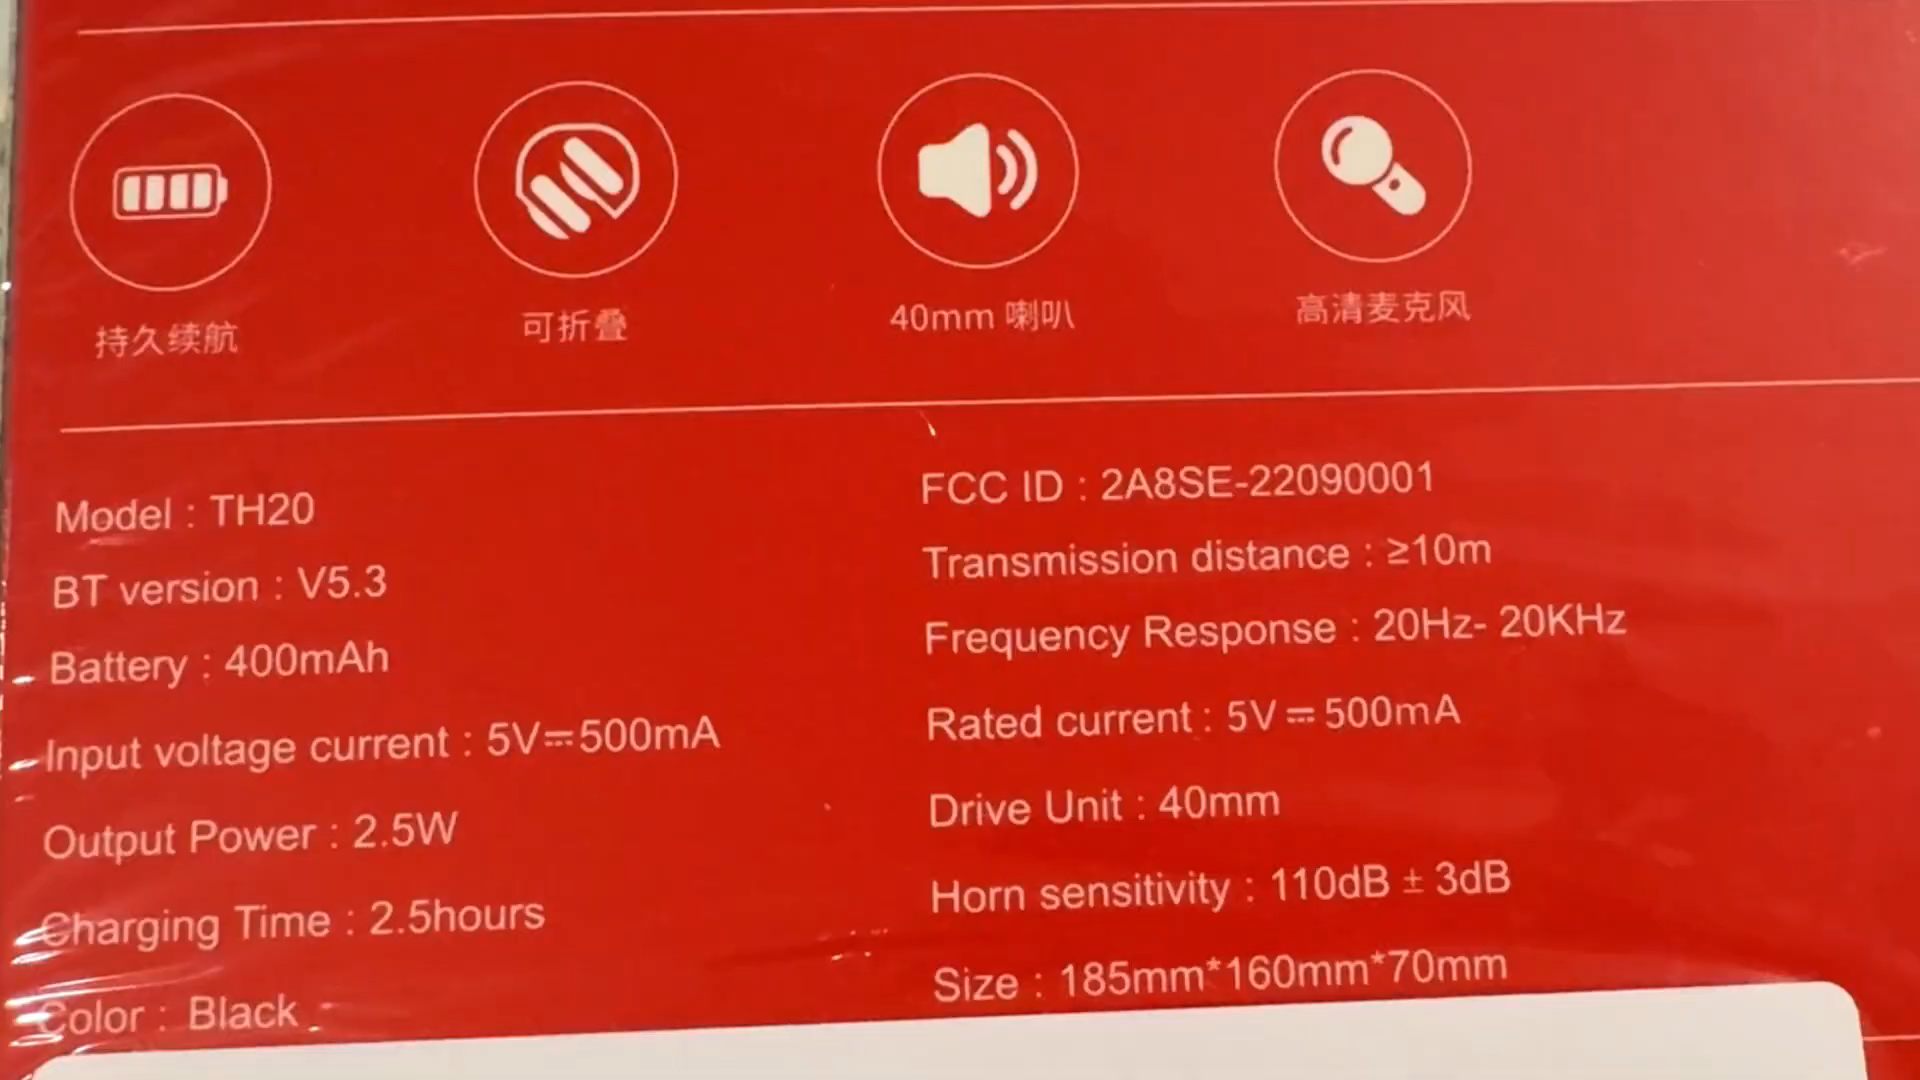 持久续航
可折叠
40mm 喇叭
高清麦克风
Model : TH20
BT version : V5.3
Battery : 400mAh
Input voltage current : 5V⎓500mA
Output Power : 2.5W
Charging Time : 2.5hours
Color : Black
FCC ID : 2A8SE-22090001
Transmission distance : ≥10m
Frequency Response : 20Hz- 20KHz
Rated current : 5V⎓500mA
Drive Unit : 40mm
Horn sensitivity : 110dB ± 3dB
Size : 185mm*160mm*70mm